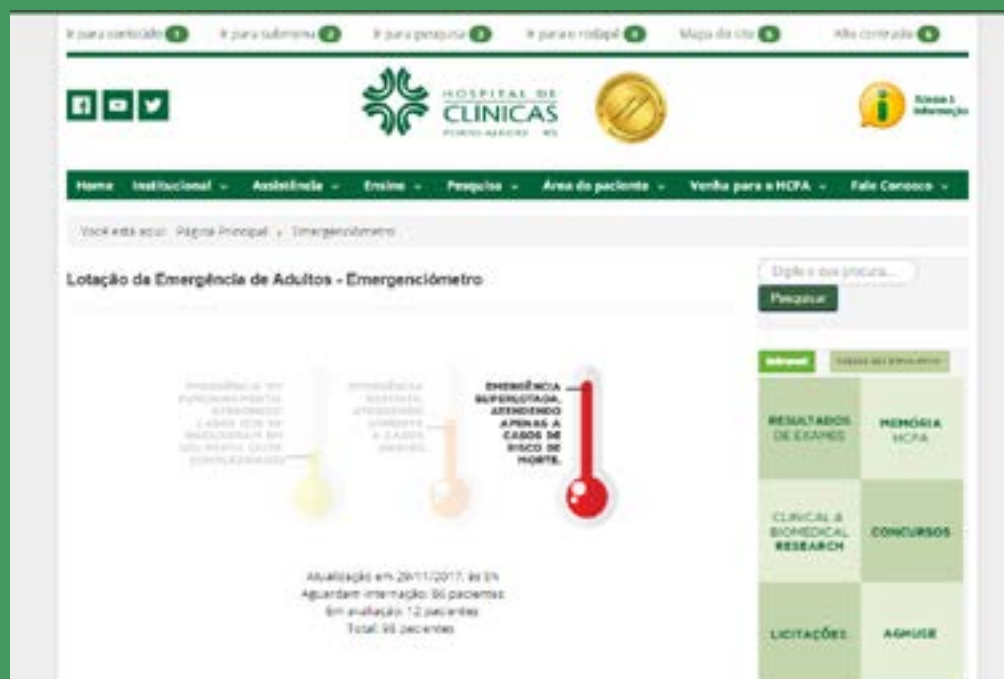 Ir para conteúdo 1 Ir para submenu 2 Ir para pesquisa 3 Ir para o rodapé 4 Mapa do site 5 Alto contraste 6
HOSPITAL DE
CLÍNICAS
PORTO ALEGRE RS
Acesso à
Informação
Home Institucional Assistência Ensino Pesquisa Área do paciente Venha para o HCPA Fale Conosco
Você está aqui: Página Principal Emergenciômetro
Lotação da Emergência de Adultos - Emergenciômetro
Digite o que procura...
Pesquisar
EMERGÊNCIA
SUPERLOTADA,
ATENDENDO
APENAS A
CASOS DE
RISCO DE
MORTE.
Intranet
RESULTADOS
DE EXAMES
MEMÓRIA
HCPA
CLINICAL &
BIOMEDICAL
RESEARCH
CONCURSOS
LICITAÇÕES
AGHUSE
Atualização em 29/11/2017, às
Aguardam internação: 86 pacientes
Em avaliação: 12 pacientes
Total: 98 pacientes